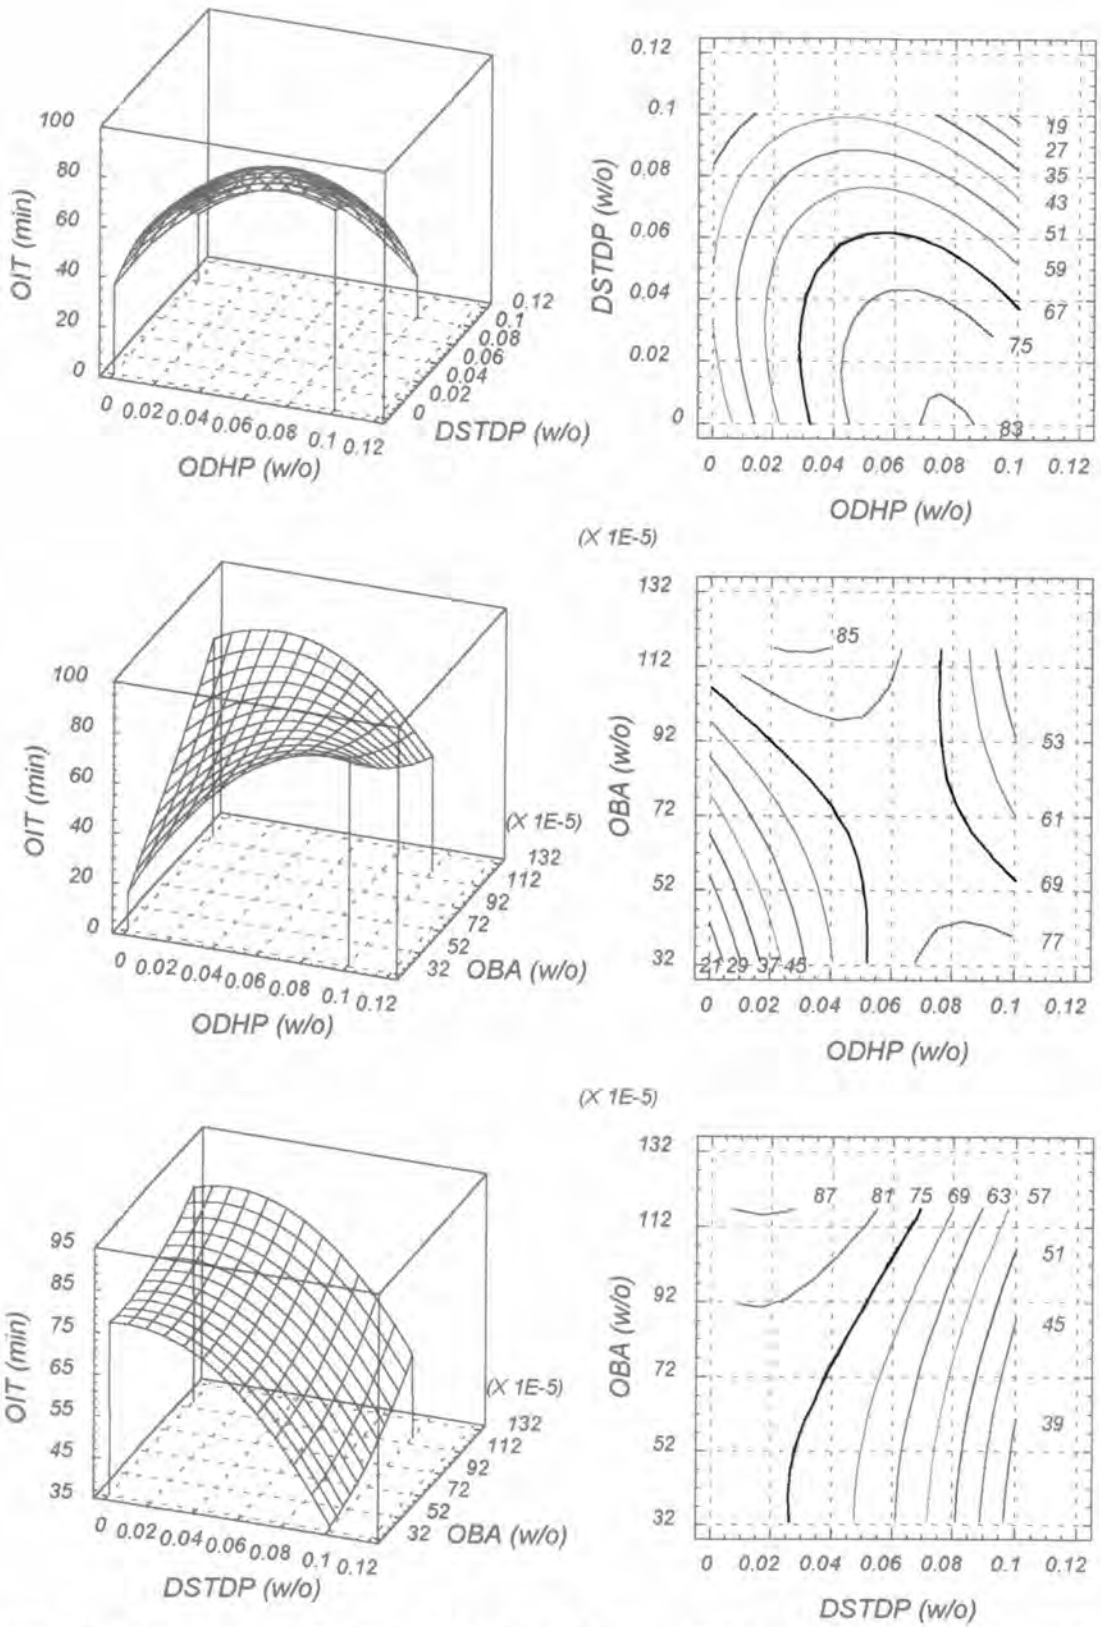 100
80
60
40
20
0
OIT (min)
0 0.02 0.04 0.06 0.08 0.1 0.12
ODHP (w/o)
0.12
0.1
0.08
0.06
0.04
0.02
0
DSTDP (w/o)
0.12
0.1
0.08
0.06
0.04
0.02
0
DSTDP (w/o)
19
27
35
43
51
59
67
75
83
0 0.02 0.04 0.06 0.08 0.1 0.12
ODHP (w/o)
100
80
60
40
20
0
OIT (min)
0 0.02 0.04 0.06 0.08 0.1 0.12
ODHP (w/o)
(X 1E-5)
132
112
92
72
52
32
OBA (w/o)
(X 1E-5)
132
112
92
72
52
32
OBA (w/o)
85
53
61
69
77
21 29 37 45
0 0.02 0.04 0.06 0.08 0.1 0.12
ODHP (w/o)
95
85
75
65
55
45
35
OIT (min)
0 0.02 0.04 0.06 0.08 0.1 0.12
DSTDP (w/o)
(X 1E-5)
132
112
92
72
52
32
OBA (w/o)
(X 1E-5)
132
112
92
72
52
32
OBA (w/o)
87 81 75 69 63 57
51
45
39
0 0.02 0.04 0.06 0.08 0.1 0.12
DSTDP (w/o)